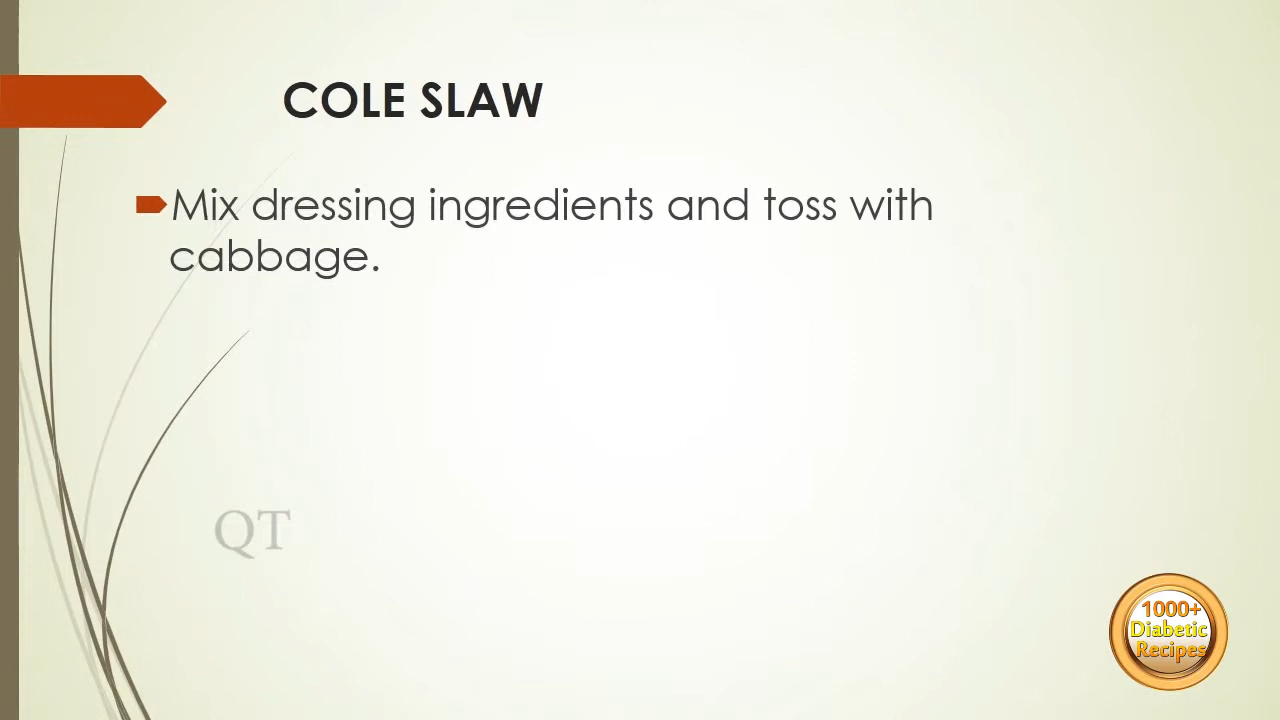 COLE SLAW
Mix dressing ingredients and toss with
cabbage.
QT
1000+
Diabetic
Recipes